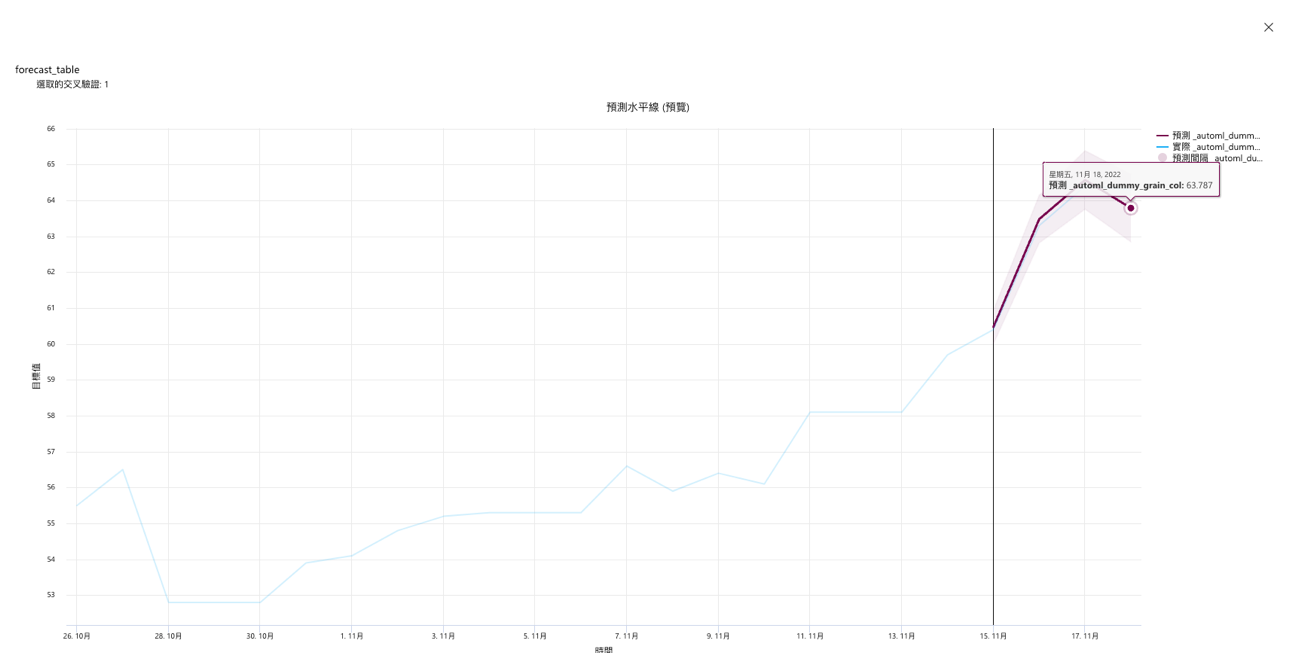 forecast_table
選取的交叉驗證: 1
預測水平線 (預覽)
預測 _automl_dumm...
實際 _automl_dumm...
預測間隔 _automl_du...
星期五, 11月 18, 2022
預測 _automl_dummy_grain_col: 63.787
目標值
66
65
64
63
62
61
60
59
58
57
56
55
54
53
26. 10月
28. 10月
30. 10月
1. 11月
3. 11月
5. 11月
7. 11月
9. 11月
11. 11月
13. 11月
15. 11月
17. 11月
時間